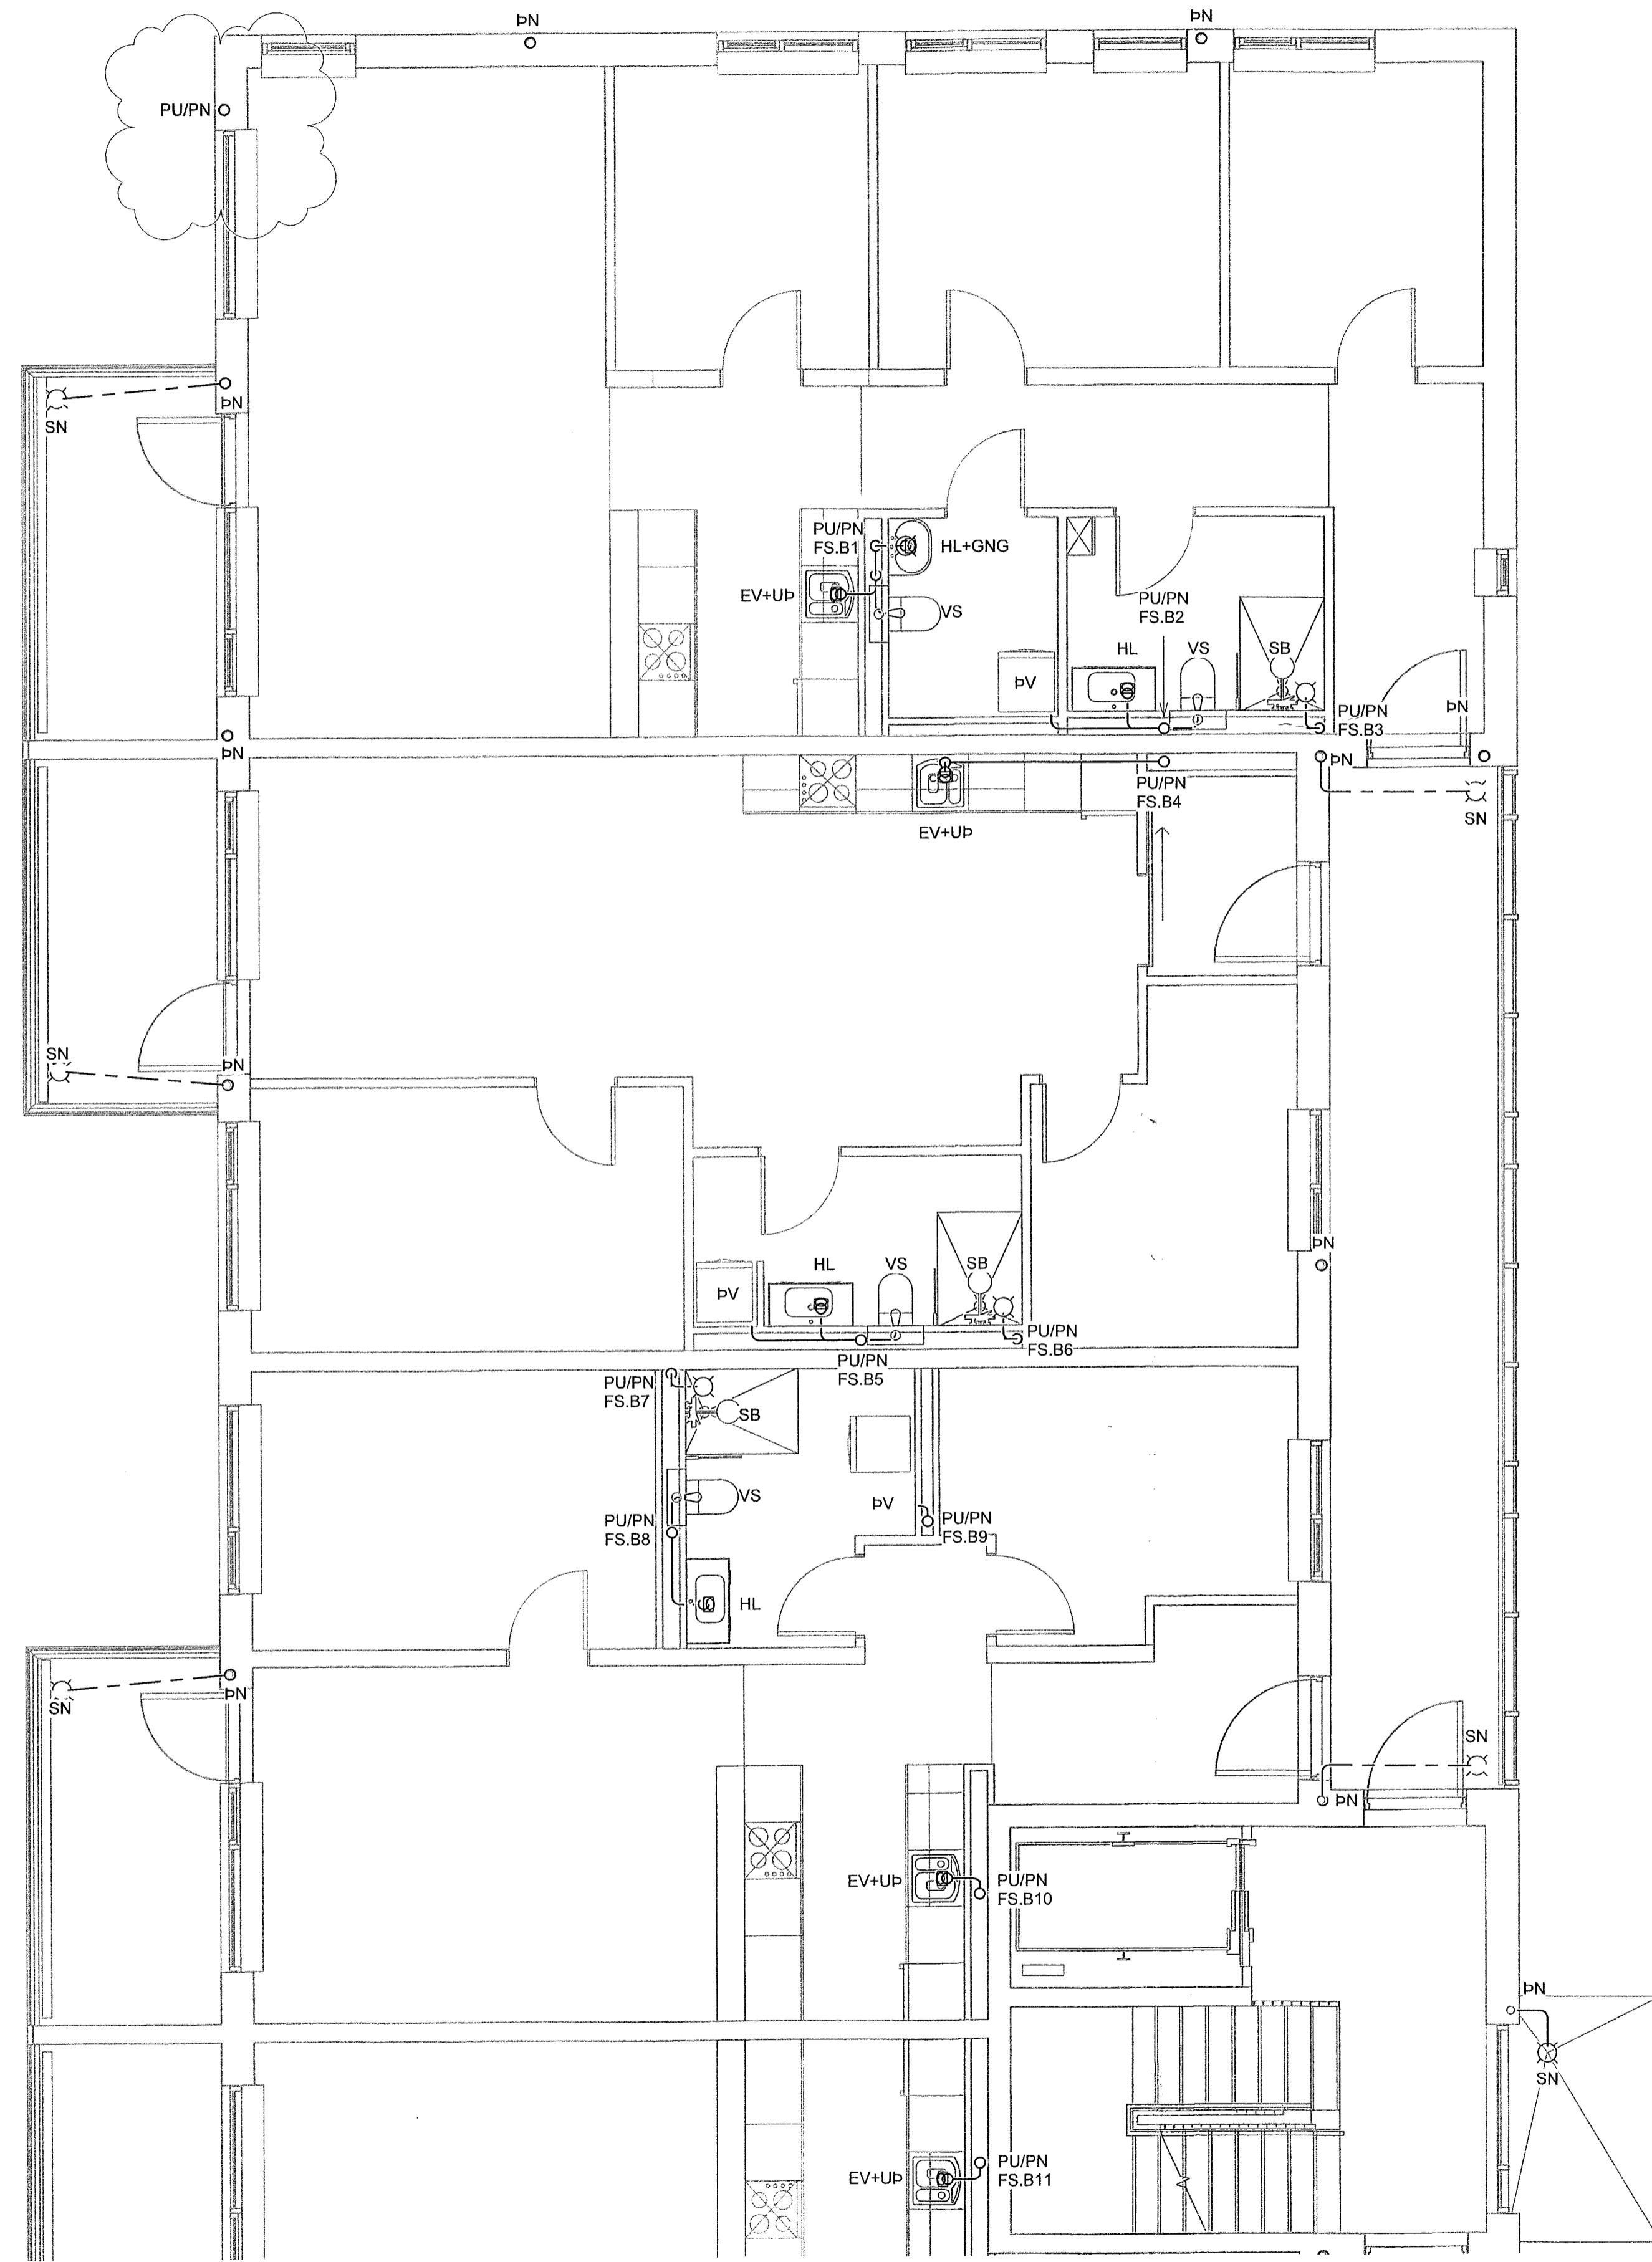 ÞN
ÞN
PU/PN
ÞN
SN
PU/PN
FS.B1
HL+GNG
EV+UÞ
VS
PU/PN
FS.B2
HL
VS
SB
ÞV
PU/PN
FS.B3
ÞN
ÞN
ÞN
PU/PN
FS.B4
SN
EV+UÞ
SN
ÞN
ÞN
HL
VS
SB
ÞV
PU/PN
FS.B6
PU/PN
FS.B5
PU/PN
FS.B7
SB
VS
ÞV
PU/PN
FS.B8
PU/PN
FS.B9
HL
ÞN
SN
SN
ÞN
EV+UÞ
PU/PN
FS.B10
ÞN
SN
EV+UÞ
PU/PN
FS.B11